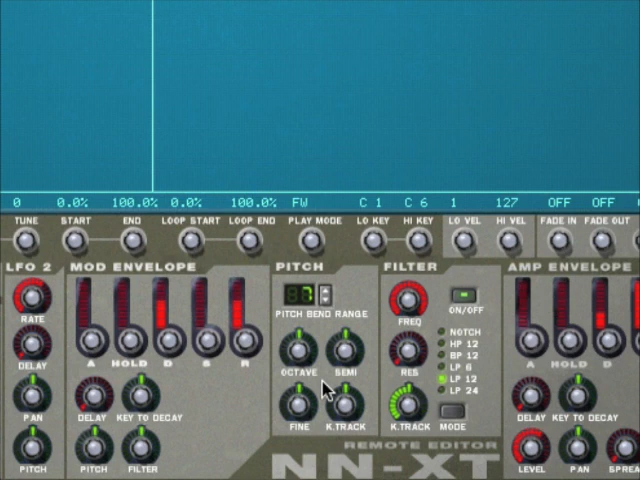 0 0.0% 100.0% 0.0% 100.0% FW C 1 C 6 1 127 OFF OFF
TUNE START END LOOP START LOOP END PLAY MODE LO KEY HI KEY LO VEL HI VEL FADE IN FADE OUT
LFO 2 MOD ENVELOPE PITCH FILTER AMP ENVELOPE
7
PITCH BEND RANGE
ON/OFF
RATE FREQ
NOTCH
HP 12
BP 12
LP 6
LP 12
LP 24
A HOLD D S R
A HOLD D
DELAY OCTAVE SEMI RES
PAN DELAY KEY TO DECAY FINE K.TRACK K.TRACK MODE DELAY KEY TO DECAY
REMOTE EDITOR
NN-XT
PITCH PITCH FILTER LEVEL PAN SPREA